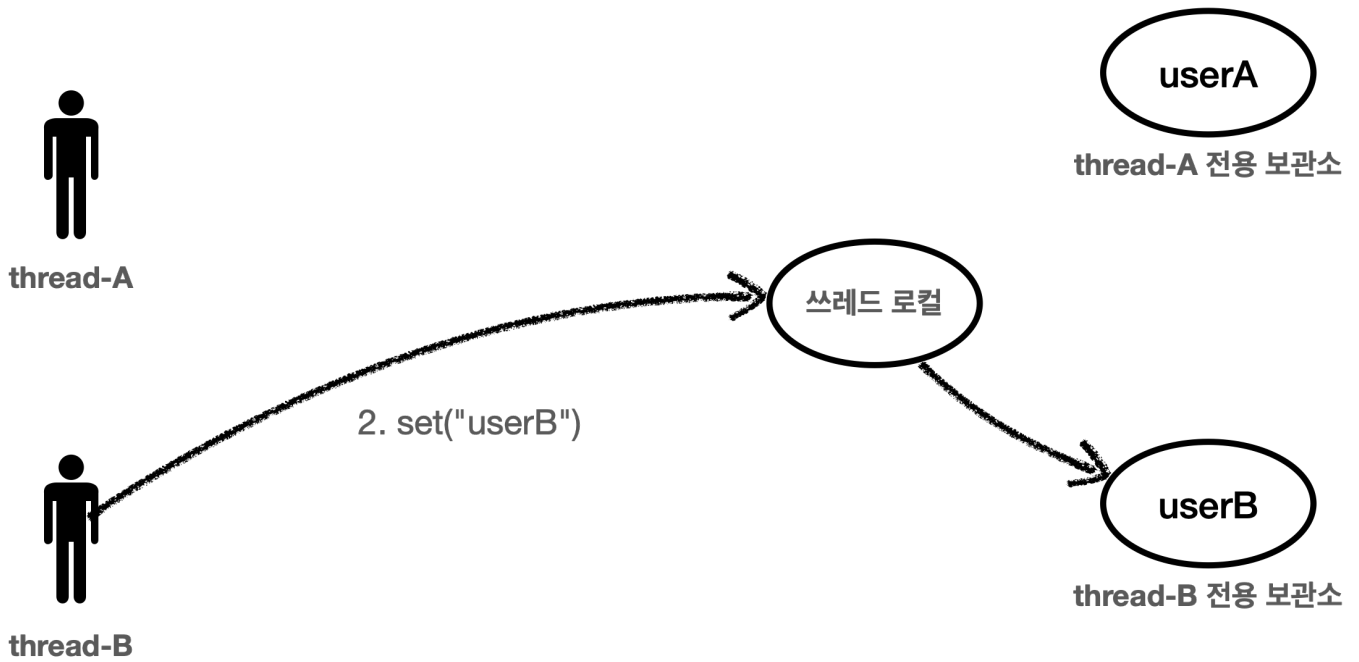 userA
thread-A 전용 보관소
thread-A
쓰레드 로컬
2. set("userB")
userB
thread-B 전용 보관소
thread-B